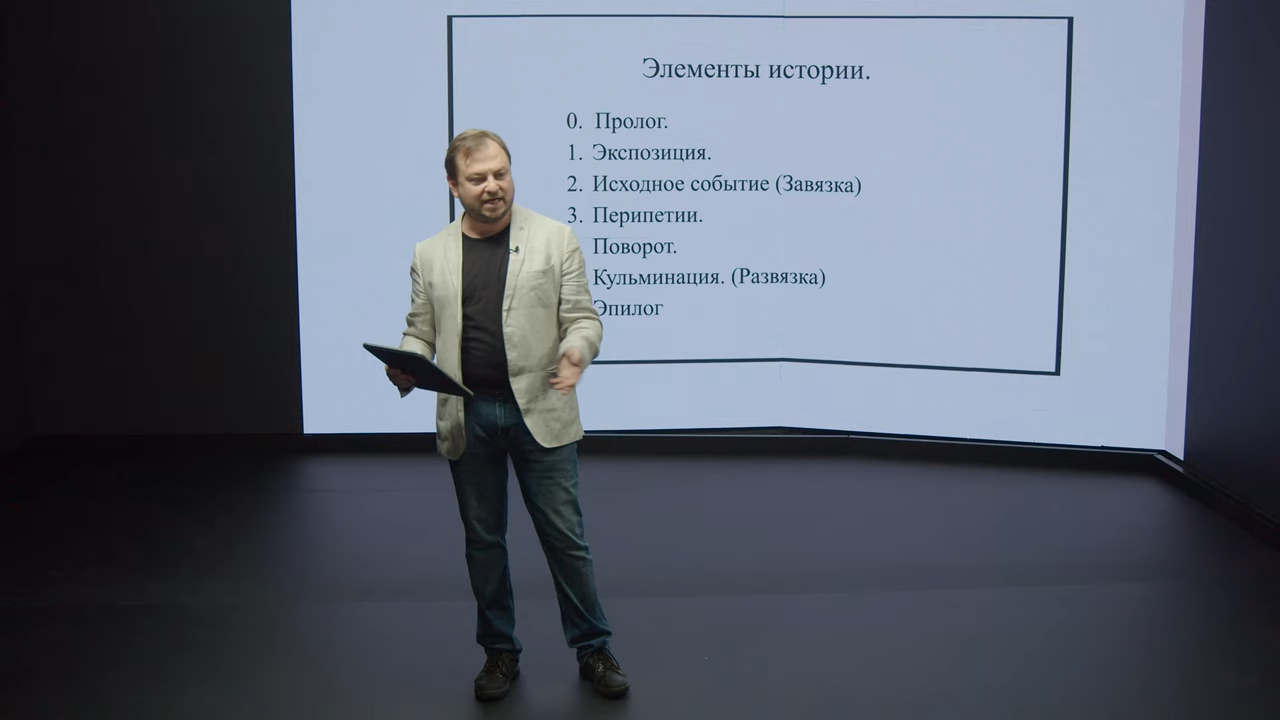 Элементы истории.
0. Пролог.
1. Экспозиция.
2. Исходное событие (Завязка)
3. Перипетии.
Поворот.
Кульминация. (Развязка)
Эпилог